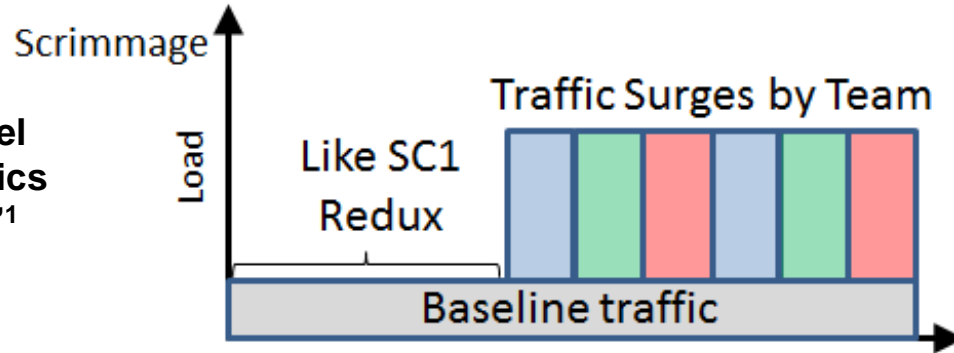 Scrimmage
Traffic Surges by Team
Load
Like SC1
Redux
Baseline traffic